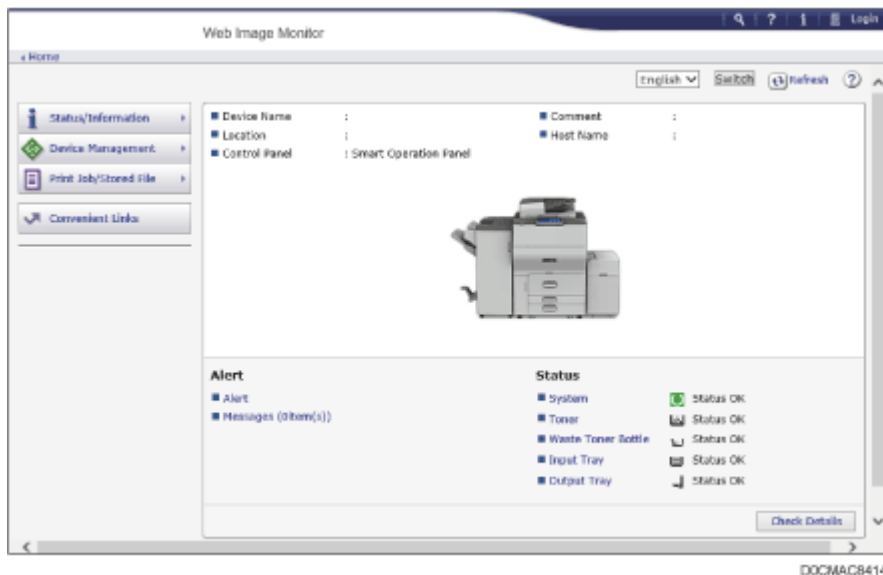 Web Image Monitor
? i Login
Home
English Switch Refresh ?
Status/Information
Device Management
Print Job/Stored File
Convenient Links
Device Name :
Location :
Control Panel : Smart Operation Panel
Comment :
Host Name :
Alert
Alert
Messages (0item(s))
Status
System Status OK
Toner Status OK
Waste Toner Bottle Status OK
Input Tray Status OK
Output Tray Status OK
Check Details
D0CMAC8414